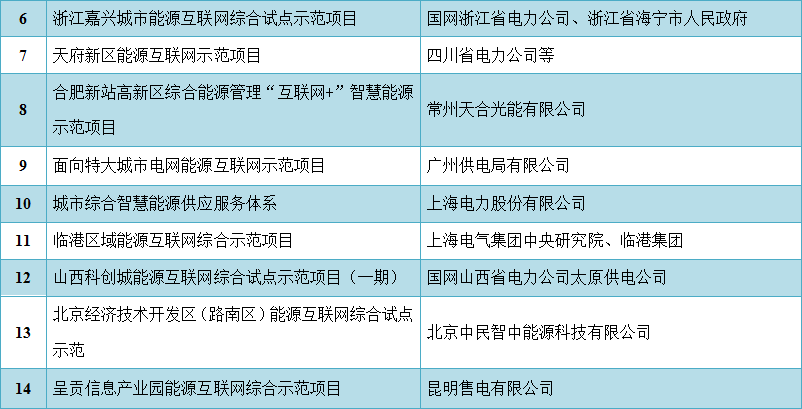 6 浙江嘉兴城市能源互联网综合试点示范项目 国网浙江省电力公司、浙江省海宁市人民政府
7 天府新区能源互联网示范项目 四川省电力公司等
8 合肥新站高新区综合能源管理“互联网+”智慧能源
示范项目 常州天合光能有限公司
9 面向特大城市电网能源互联网示范项目 广州供电局有限公司
10 城市综合智慧能源供应服务体系 上海电力股份有限公司
11 临港区域能源互联网综合示范项目 上海电气集团中央研究院、临港集团
12 山西科创城能源互联网综合试点示范项目（一期） 国网山西省电力公司太原供电公司
13 北京经济技术开发区（路南区）能源互联网综合试点
示范 北京中民智中能源科技有限公司
14 呈贡信息产业园能源互联网综合示范项目 昆明售电有限公司